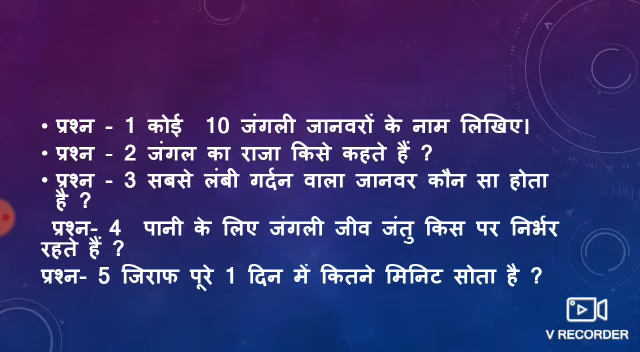 • प्रश्न - 1 कोई 10 जंगली जानवरों के नाम लिखिए।
• प्रश्न - 2 जंगल का राजा किसे कहते हैं ?
• प्रश्न - 3 सबसे लंबी गर्दन वाला जानवर कौन सा होता
है ?
प्रश्न- 4 पानी के लिए जंगली जीव जंतु किस पर निर्भर
रहते हैं ?
प्रश्न- 5 जिराफ पूरे 1 दिन में कितने मिनिट सोता है ?
V RECORDER